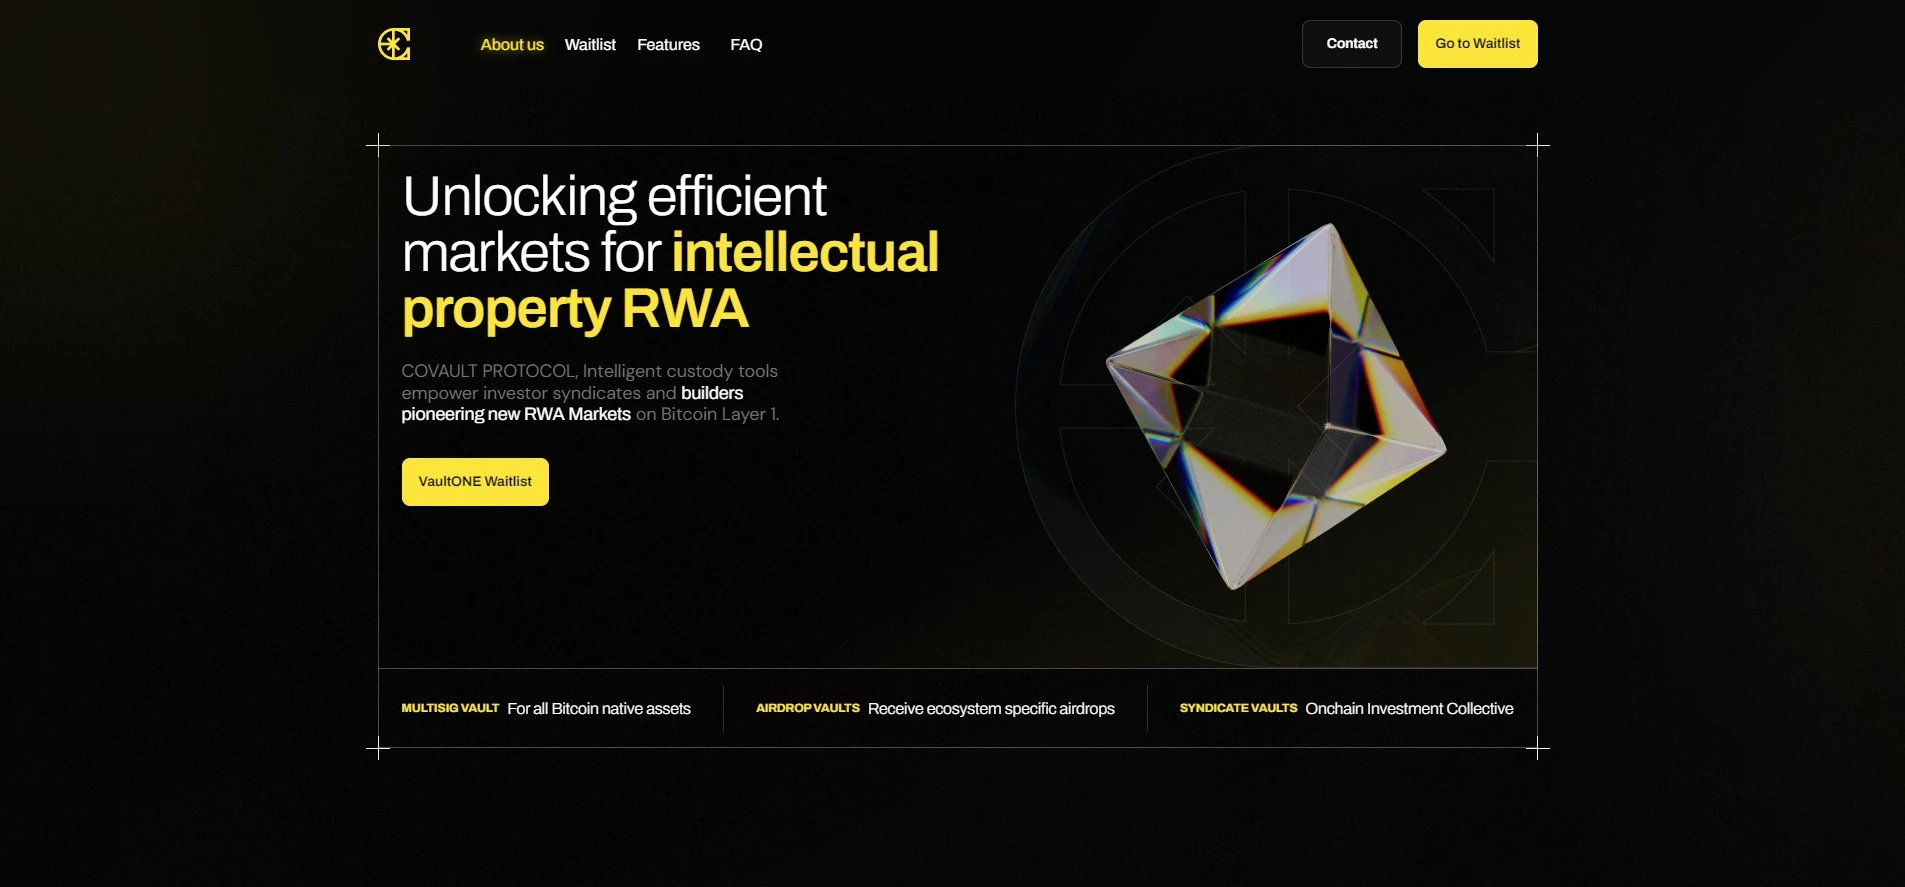 About us
Waitlist
Features
FAQ
Contact
Go to Waitlist
Unlocking efficient
markets for intellectual
property RWA
COVAULT PROTOCOL, Intelligent custody tools
empower investor syndicates and builders
pioneering new RWA Markets on Bitcoin Layer 1.
VaultONE Waitlist
MULTISIG VAULT For all Bitcoin native assets
AIRDROP VAULTS Receive ecosystem specific airdrops
SYNDICATE VAULTS Onchain Investment Collective